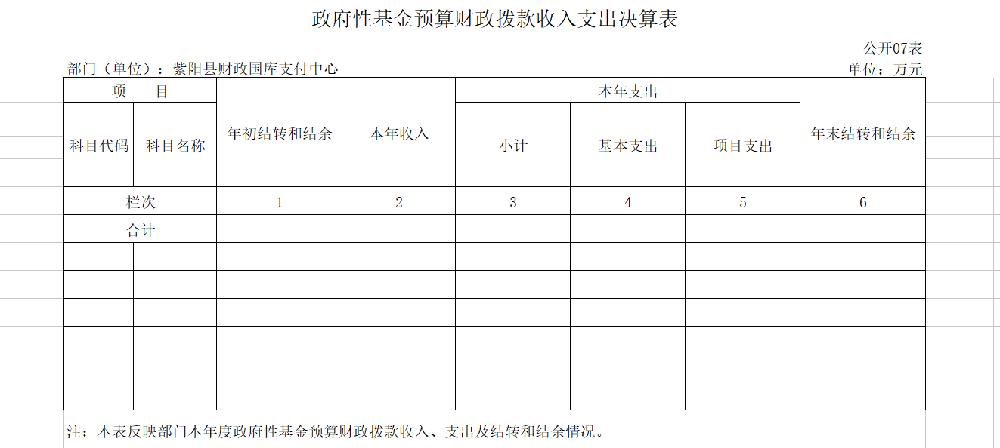 政府性基金预算财政拨款收入支出决算表
公开07表
部门（单位）：紫阳县财政国库支付中心
单位：万元
项 目
年初结转和结余
本年收入
本年支出
年末结转和结余
科目代码
科目名称
小计
基本支出
项目支出
栏次
1
2
3
4
5
6
合计
注：本表反映部门本年度政府性基金预算财政拨款收入、支出及结转和结余情况。